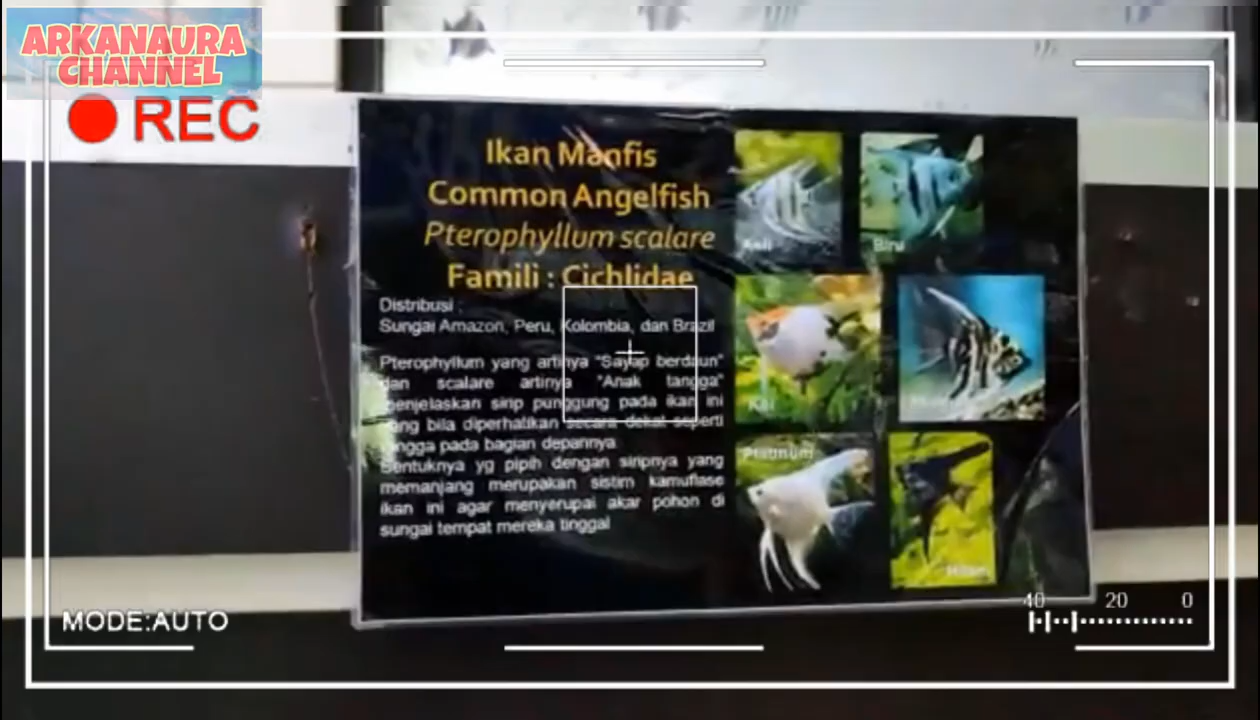 ARKANAURA
CHANNEL
REC
Ikan Manfis
Common Angelfish
Pterophyllum scalare
Famili : Cichlidae
Distribusi :
Sungai Amazon, Peru, Kolombia, dan Brazil
Pterophyllum yang artinya "Sayap berdaun"
dan scalare artinya "Anak tangga"
menjelaskan sirip punggung pada ikan ini
yang bila diperhatikan secara dekat seperti
tangga pada bagian depannya
Bentuknya yg pipih dengan siripnya yang
memanjang merupakan sistim kamuflase
ikan ini agar menyerupai akar pohon di
sungai tempat mereka tinggal
Asli
Biru
Koi
Platinum
Hitam
MODE:AUTO
40 20 0